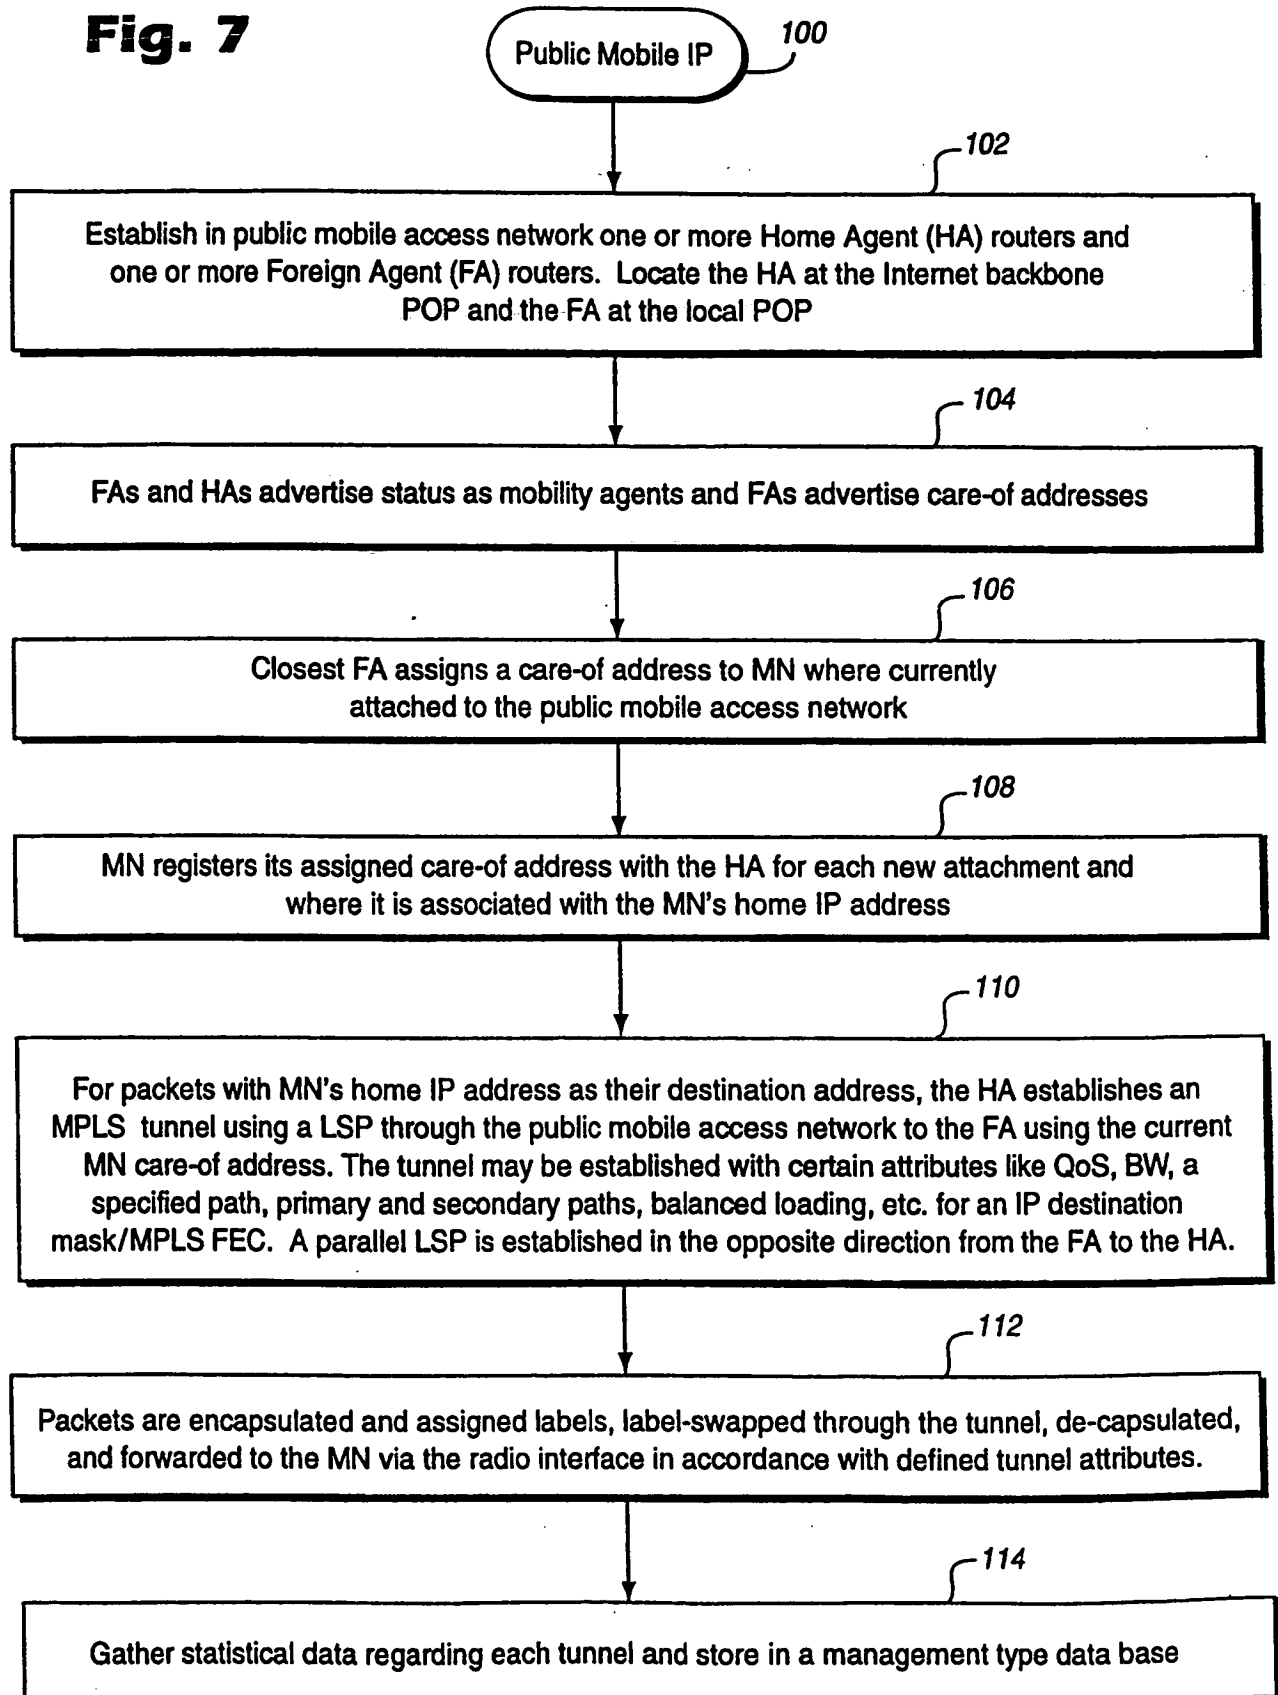 Fig. 7
Public Mobile IP
100
102
Establish in public mobile access network one or more Home Agent (HA) routers and
one or more Foreign Agent (FA) routers. Locate the HA at the Internet backbone
POP and the FA at the local POP
104
FAs and HAs advertise status as mobility agents and FAs advertise care-of addresses
106
Closest FA assigns a care-of address to MN where currently
attached to the public mobile access network
108
MN registers its assigned care-of address with the HA for each new attachment and
where it is associated with the MN's home IP address
110
For packets with MN's home IP address as their destination address, the HA establishes an
MPLS tunnel using a LSP through the public mobile access network to the FA using the current
MN care-of address. The tunnel may be established with certain attributes like QoS, BW, a
specified path, primary and secondary paths, balanced loading, etc. for an IP destination
mask/MPLS FEC. A parallel LSP is established in the opposite direction from the FA to the HA.
112
Packets are encapsulated and assigned labels, label-swapped through the tunnel, de-capsulated,
and forwarded to the MN via the radio interface in accordance with defined tunnel attributes.
114
Gather statistical data regarding each tunnel and store in a management type data base